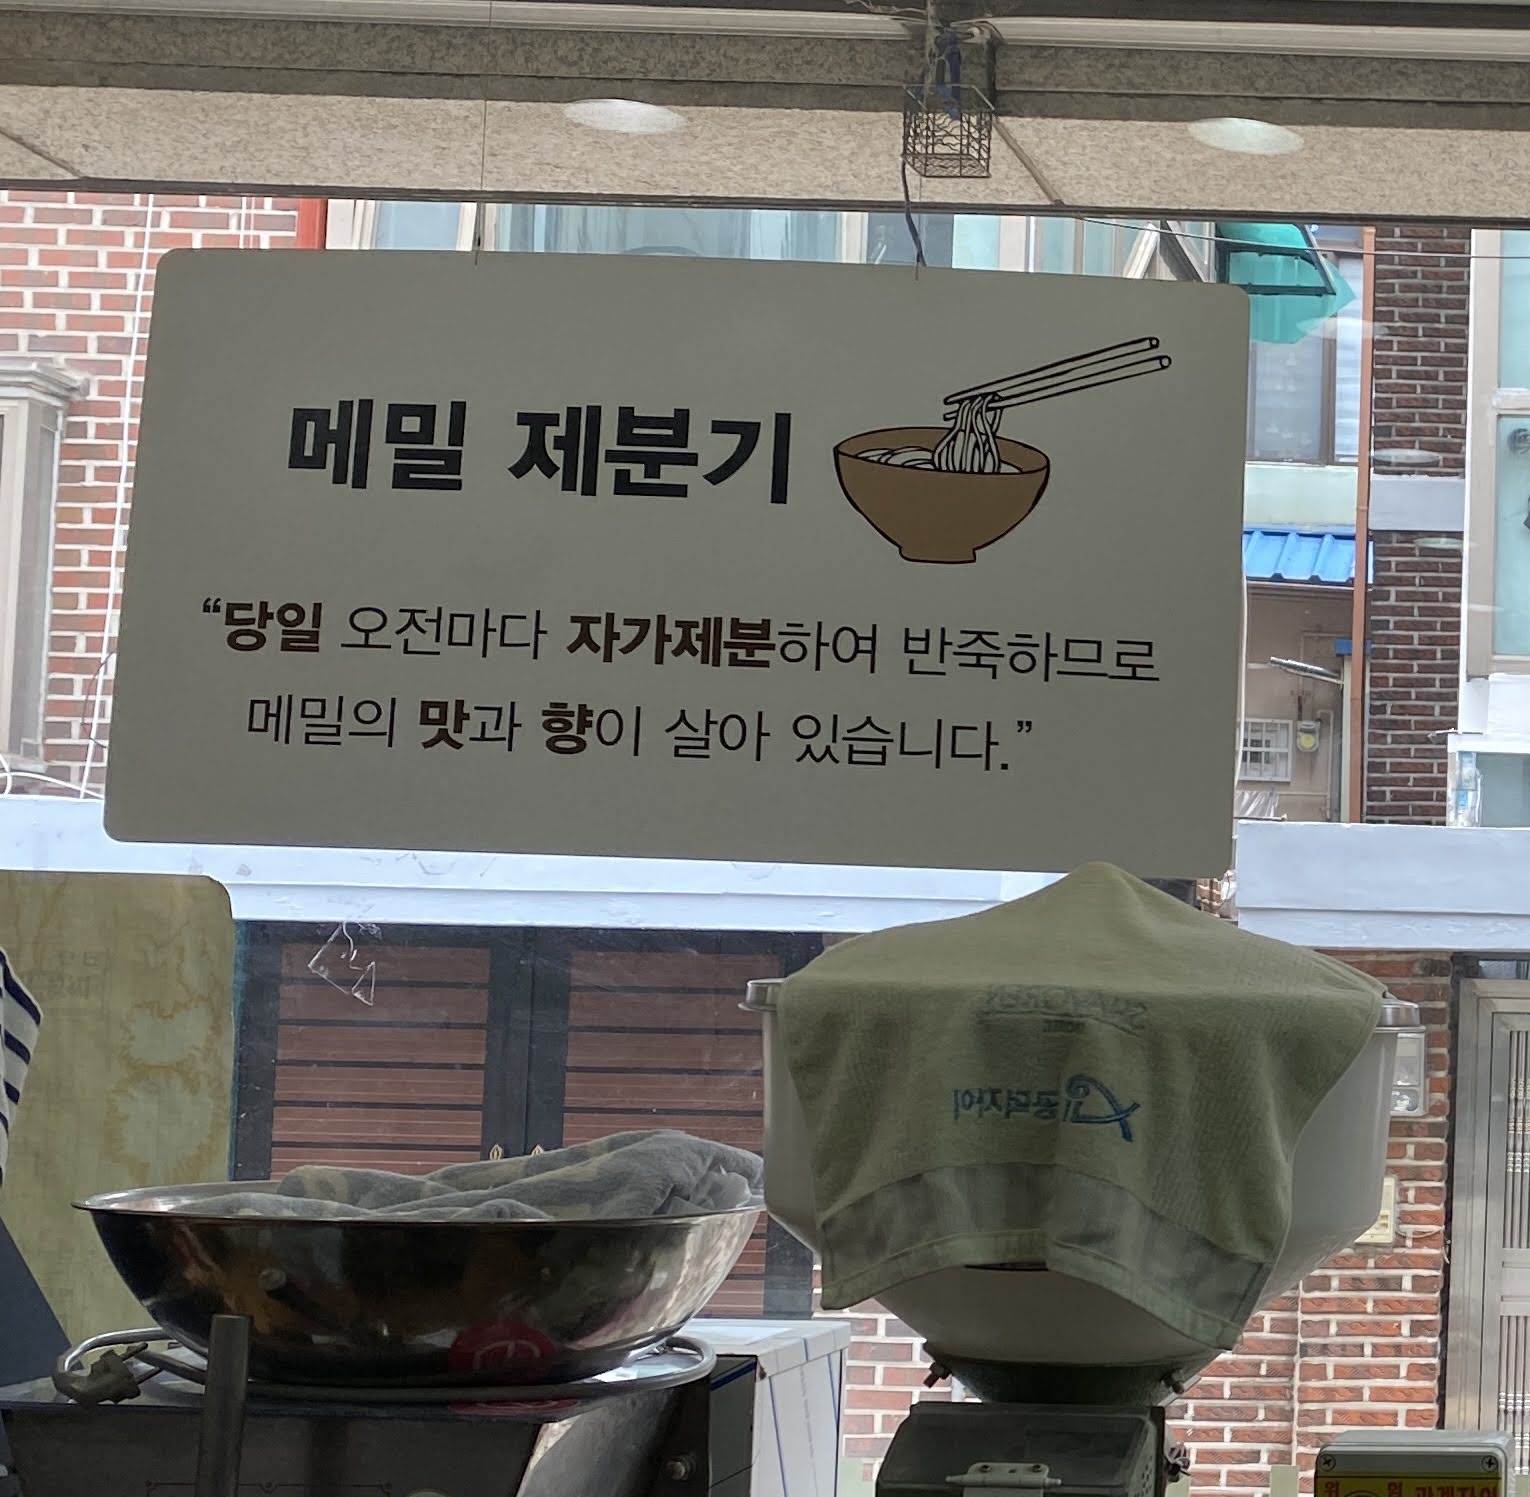 메밀 제분기
“당일 오전마다 자가제분하여 반죽하므로
메밀의 맛과 향이 살아 있습니다.”